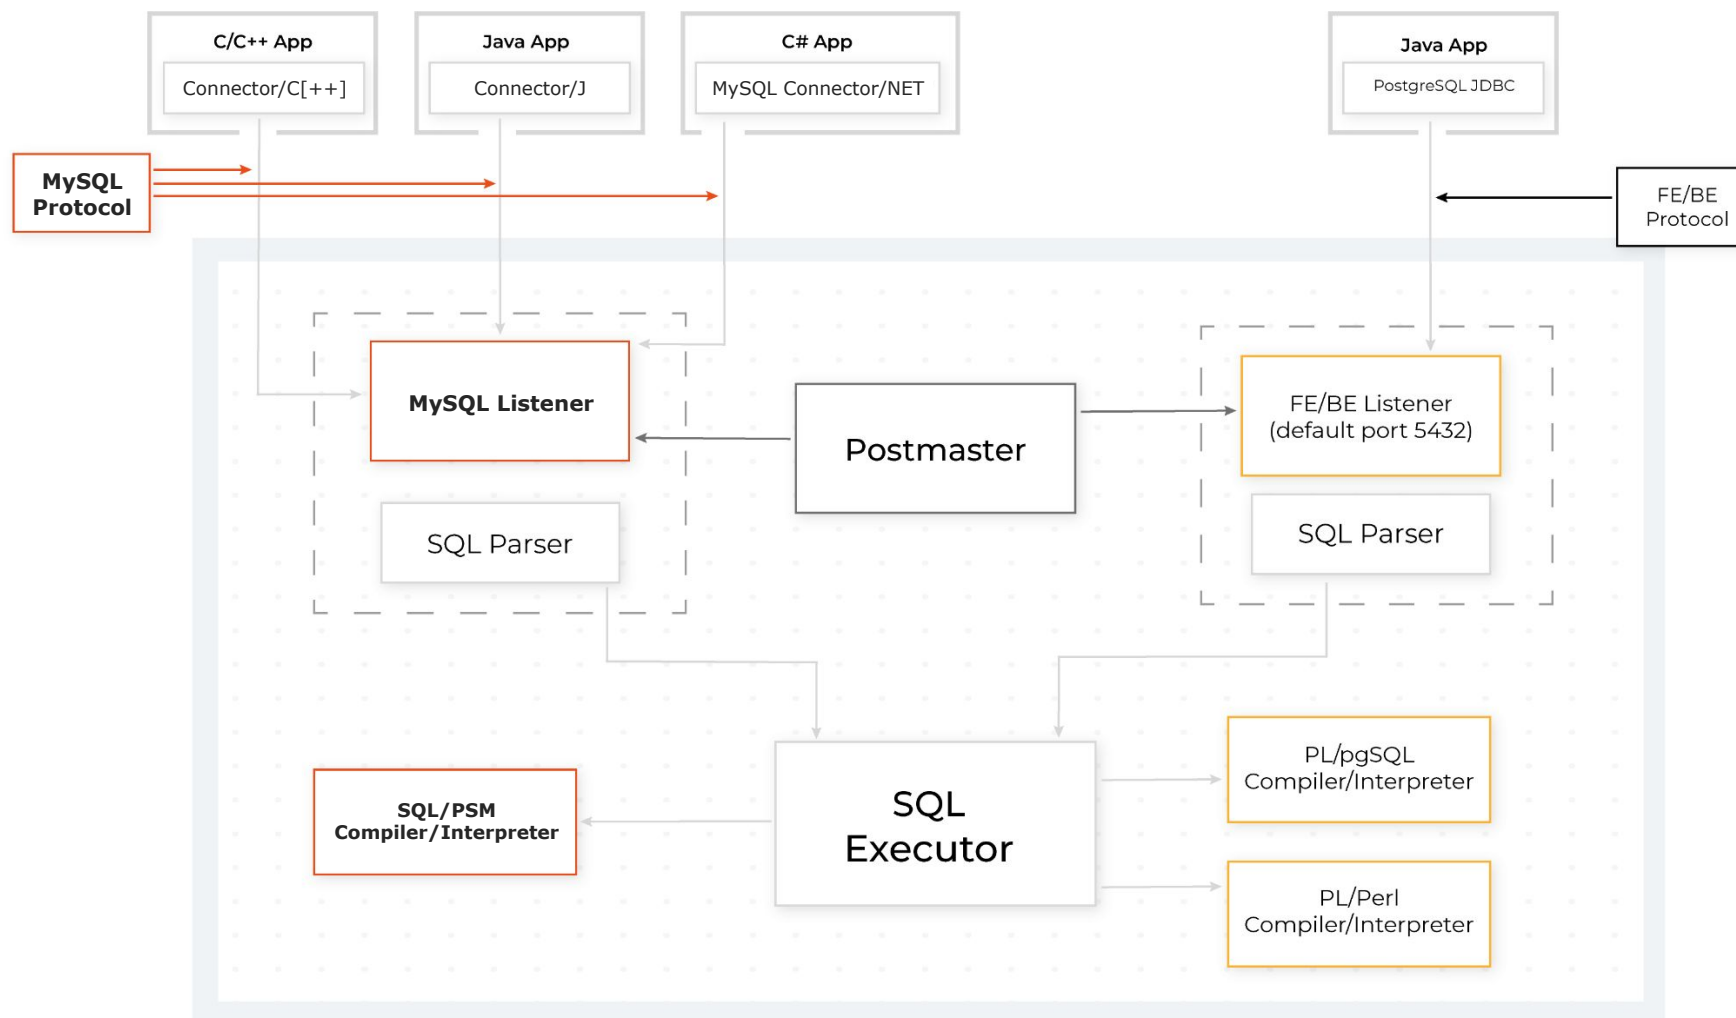 C/C++ App
Connector/C[++]
Java App
Connector/J
C# App
MySQL Connector/NET
Java App
PostgreSQL JDBC
MySQL
Protocol
FE/BE
Protocol
MySQL Listener
SQL Parser
Postmaster
FE/BE Listener
(default port 5432)
SQL Parser
SQL/PSM
Compiler/Interpreter
SQL
Executor
PL/pgSQL
Compiler/Interpreter
PL/Perl
Compiler/Interpreter